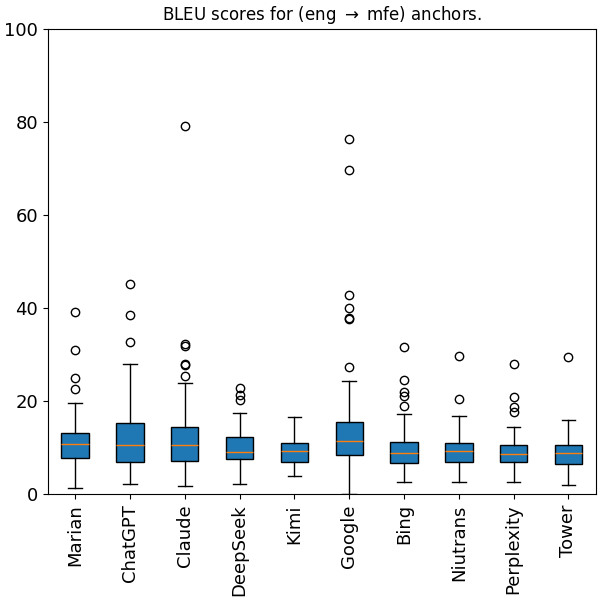 BLEU scores for (eng → mfe) anchors.
100
80
60
40
20
0
Marian
ChatGPT
Claude
DeepSeek
Kimi
Google
Bing
Niutrans
Perplexity
Tower